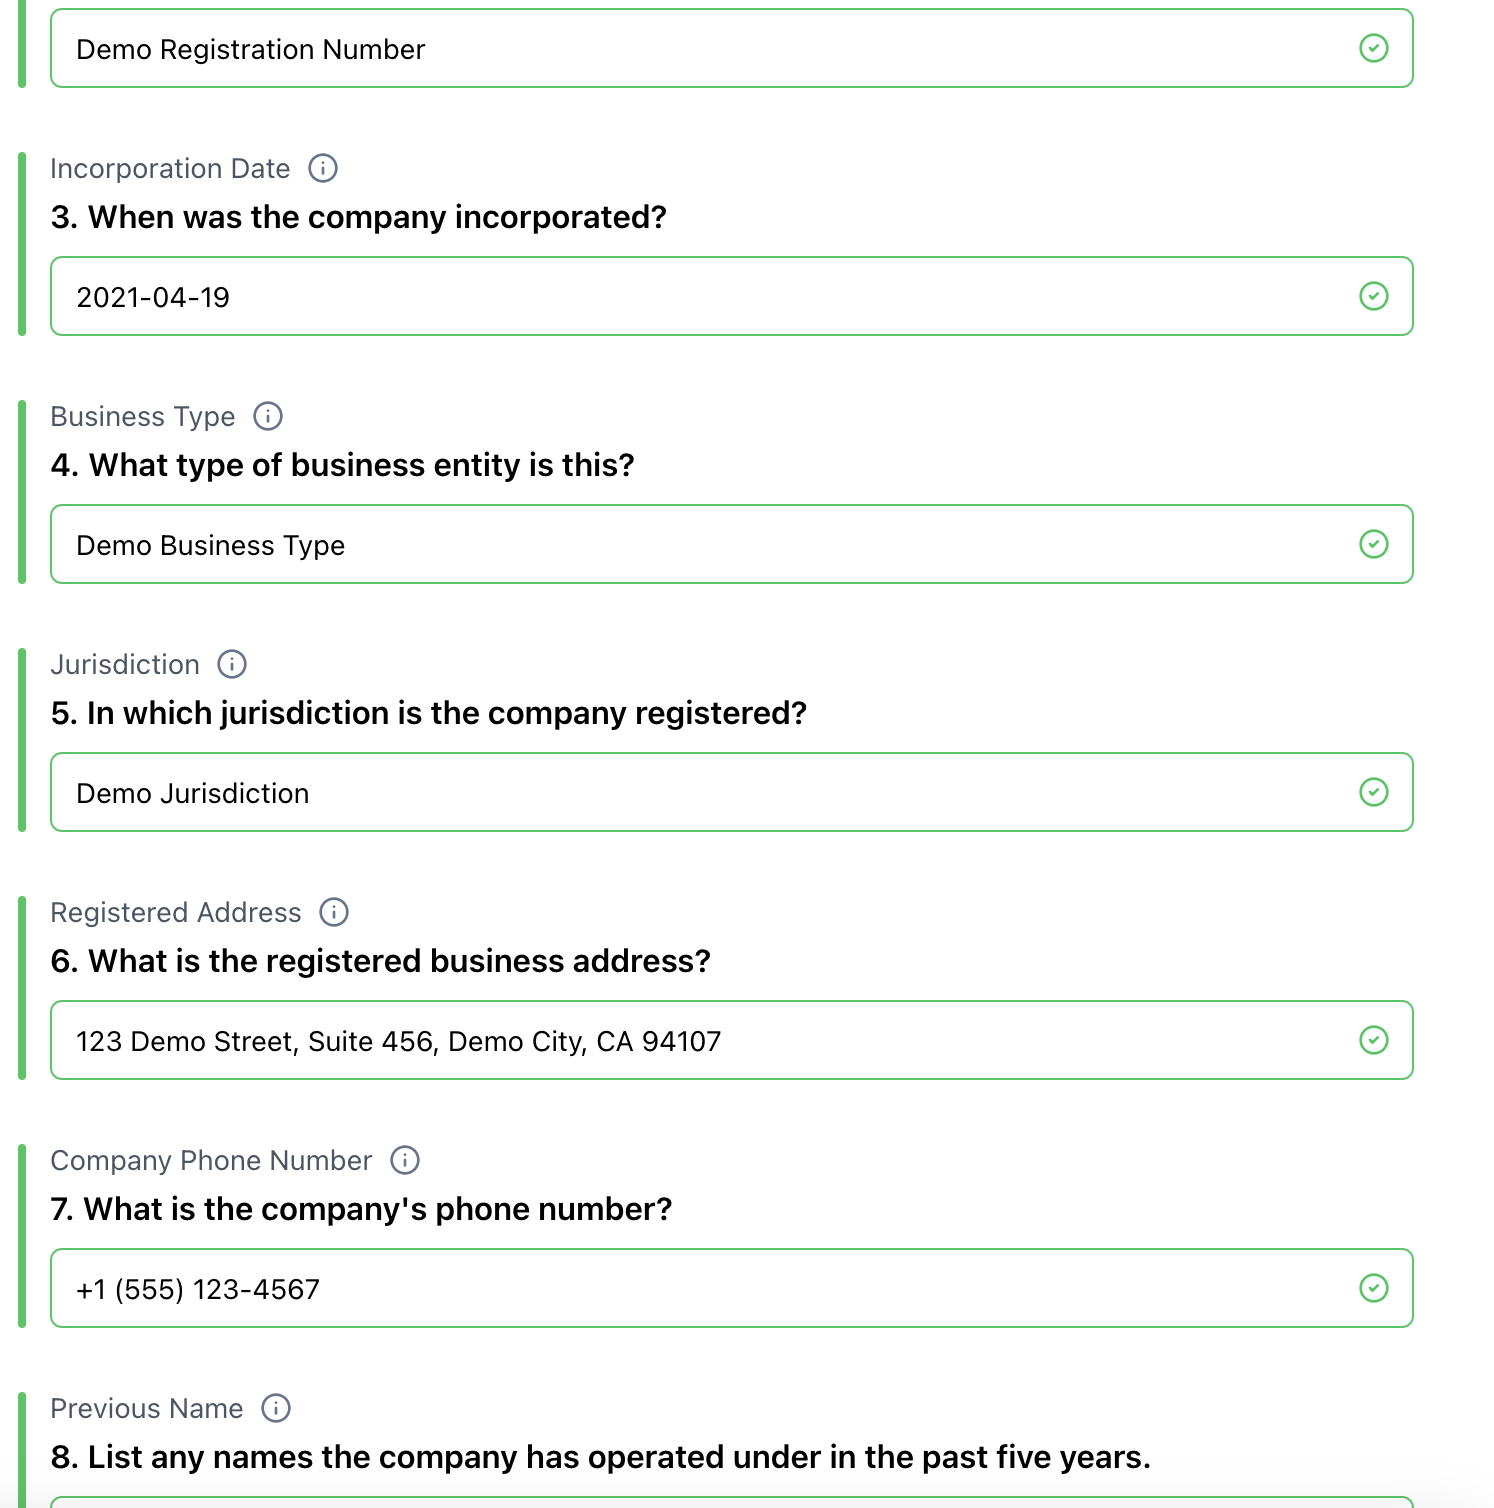 Demo Registration Number
Incorporation Date
3. When was the company incorporated?
2021-04-19
Business Type
4. What type of business entity is this?
Demo Business Type
Jurisdiction
5. In which jurisdiction is the company registered?
Demo Jurisdiction
Registered Address
6. What is the registered business address?
123 Demo Street, Suite 456, Demo City, CA 94107
Company Phone Number
7. What is the company's phone number?
+1 (555) 123-4567
Previous Name
8. List any names the company has operated under in the past five years.